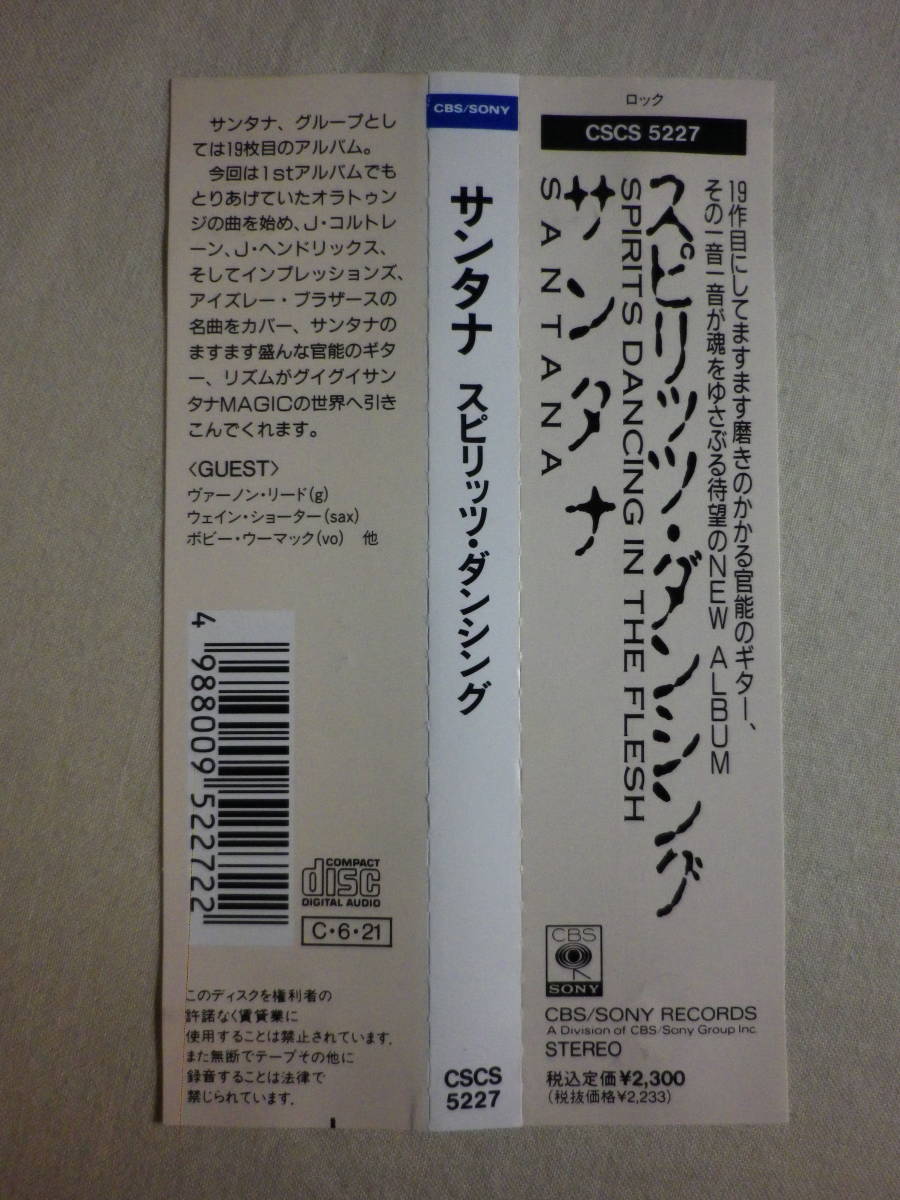 サンタナ、グループとし
ては19枚目のアルバム。
今回は1stアルバムでも
とりあげていたオラトゥン
ジの曲を始め、J・コルトレ
ーン、J・ヘンドリックス、
そしてインプレッションズ、
アイズレー・ブラザースの
名曲をカバー、サンタナの
ますます盛んな官能のギタ
ー、リズムがグイグイサン
タナMAGICの世界へ引き
こんでくれます。
〈GUEST〉
ヴァーノン・リード(g)
ウェイン・ショーター(sax)
ボビー・ウーマック(vo) 他
4 988009 522722
COMPACT
disc
DIGITAL AUDIO
C・6・21
このディスクを権利者の
許諾なく賃貸業に
使用することは禁止されています.
また無断でテープその他に
録音することは法律で
禁じられています.
CBS/SONY
サンタナ スピリッツ・ダンシング
CSCS
5227
ロック
CSCS 5227
19作目にしてますます磨きのかかる官能のギター、
その一音一音が魂をゆさぶる待望のNEW ALBUM
スピリッツ・ダンシング
SPIRITS DANCING IN THE FLESH
サンタナ
SANTANA
CBS
SONY
CBS/SONY RECORDS
A Division of CBS/Sony Group Inc.
STEREO
税込定価¥2,300
(税抜価格¥2,233)